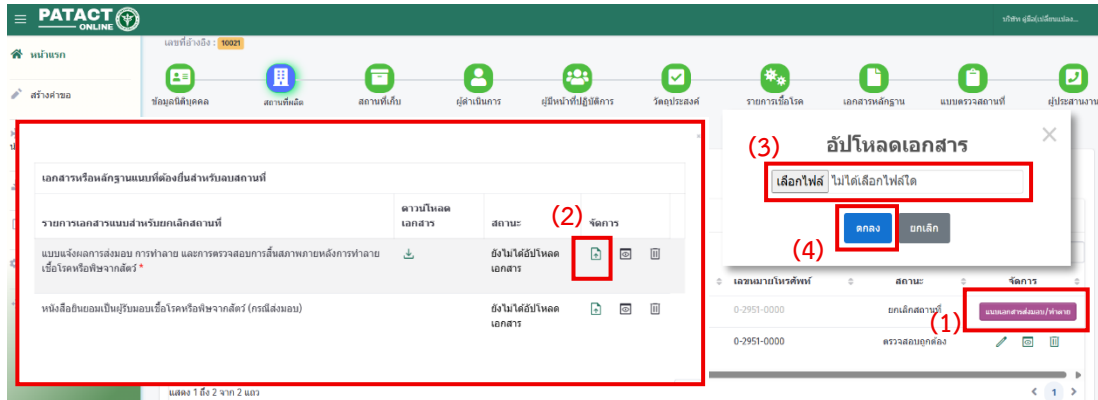 PATACT
ONLINE
บริษัท คู่มือ(เปลี่ยนแปลง...
หน้าแรก
สร้างคำขอ
เลขที่อ้างอิง : 10021
ข้อมูลนิติบุคคล
สถานที่ผลิต
สถานที่เก็บ
ผู้ดำเนินการ
ผู้มีหน้าที่ปฏิบัติการ
วัตถุประสงค์
รายการเชื้อโรค
เอกสารหลักฐาน
แบบตรวจสถานที่
ผู้ประสานงาน
เอกสารหรือหลักฐานแนบที่ต้องยื่นสำหรับลบสถานที่
รายการเอกสารแนบสำหรับยกเลิกสถานที่
ดาวน์โหลด
เอกสาร
สถานะ
(2)
จัดการ
แบบแจ้งผลการส่งมอบ การทำลาย และการตรวจสอบการสิ้นสภาพภายหลังการทำลาย
เชื้อโรคหรือพิษจากสัตว์ *
ยังไม่ได้อัปโหลด
เอกสาร
หนังสือยินยอมเป็นผู้รับมอบเชื้อโรคหรือพิษจากสัตว์ (กรณีส่งมอบ)
ยังไม่ได้อัปโหลด
เอกสาร
(3)
อัปโหลดเอกสาร
×
เลือกไฟล์ ไม่ได้เลือกไฟล์ใด
(4)
ตกลง
ยกเลิก
เลขหมายโทรศัพท์
สถานะ
จัดการ
0-2951-0000
ยกเลิกสถานที่
(1)
แนบเอกสารส่งมอบ/ทำลาย
0-2951-0000
ตรวจสอบถูกต้อง
แสดง 1 ถึง 2 จาก 2 แถว
1